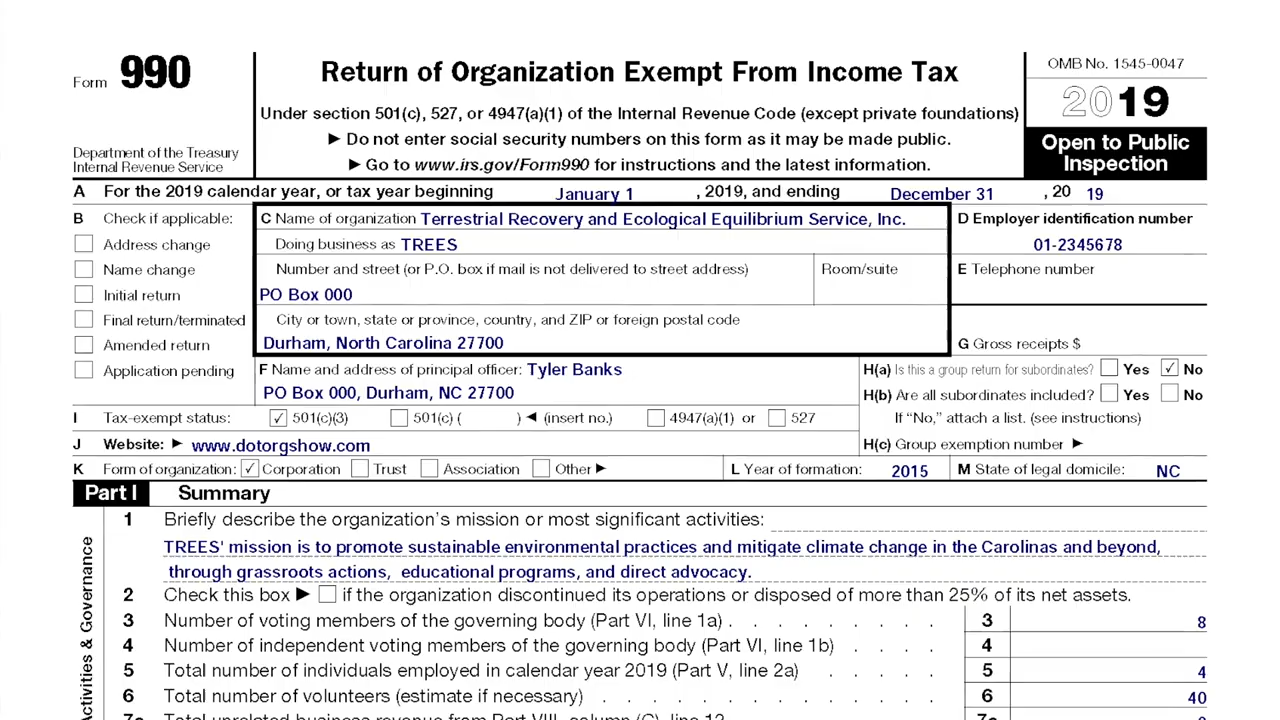 Form 990
Return of Organization Exempt From Income Tax
OMB No. 1545-0047
2019
Under section 501(c), 527, or 4947(a)(1) of the Internal Revenue Code (except private foundations)
▶ Do not enter social security numbers on this form as it may be made public.
▶ Go to www.irs.gov/Form990 for instructions and the latest information.
Department of the Treasury
Internal Revenue Service
Open to Public
Inspection
A For the 2019 calendar year, or tax year beginning January 1 , 2019, and ending December 31 , 20 19
B Check if applicable:
Address change
Name change
Initial return
Final return/terminated
Amended return
Application pending
C Name of organization Terrestrial Recovery and Ecological Equilibrium Service, Inc.
Doing business as TREES
Number and street (or P.O. box if mail is not delivered to street address) Room/suite
PO Box 000
City or town, state or province, country, and ZIP or foreign postal code
Durham, North Carolina 27700
D Employer identification number
01-2345678
E Telephone number
G Gross receipts $
F Name and address of principal officer: Tyler Banks
PO Box 000, Durham, NC 27700
H(a) Is this a group return for subordinates? Yes ✓ No
H(b) Are all subordinates included? Yes No
If “No,” attach a list. (see instructions)
H(c) Group exemption number ▶
I Tax-exempt status: ✓ 501(c)(3) 501(c) ( ) ◀ (insert no.) 4947(a)(1) or 527
J Website: ▶ www.dotorgshow.com
K Form of organization: ✓ Corporation Trust Association Other ▶
L Year of formation: 2015
M State of legal domicile: NC
Part I Summary
Activities & Governance
1 Briefly describe the organization’s mission or most significant activities:
TREES' mission is to promote sustainable environmental practices and mitigate climate change in the Carolinas and beyond,
through grassroots actions, educational programs, and direct advocacy.
2 Check this box ▶ if the organization discontinued its operations or disposed of more than 25% of its net assets.
3 Number of voting members of the governing body (Part VI, line 1a) . . . . . . . . . 3 8
4 Number of independent voting members of the governing body (Part VI, line 1b) . . . . 4
5 Total number of individuals employed in calendar year 2019 (Part V, line 2a) . . . . . 5 4
6 Total number of volunteers (estimate if necessary) . . . . . . . . . . . . . . 6 40